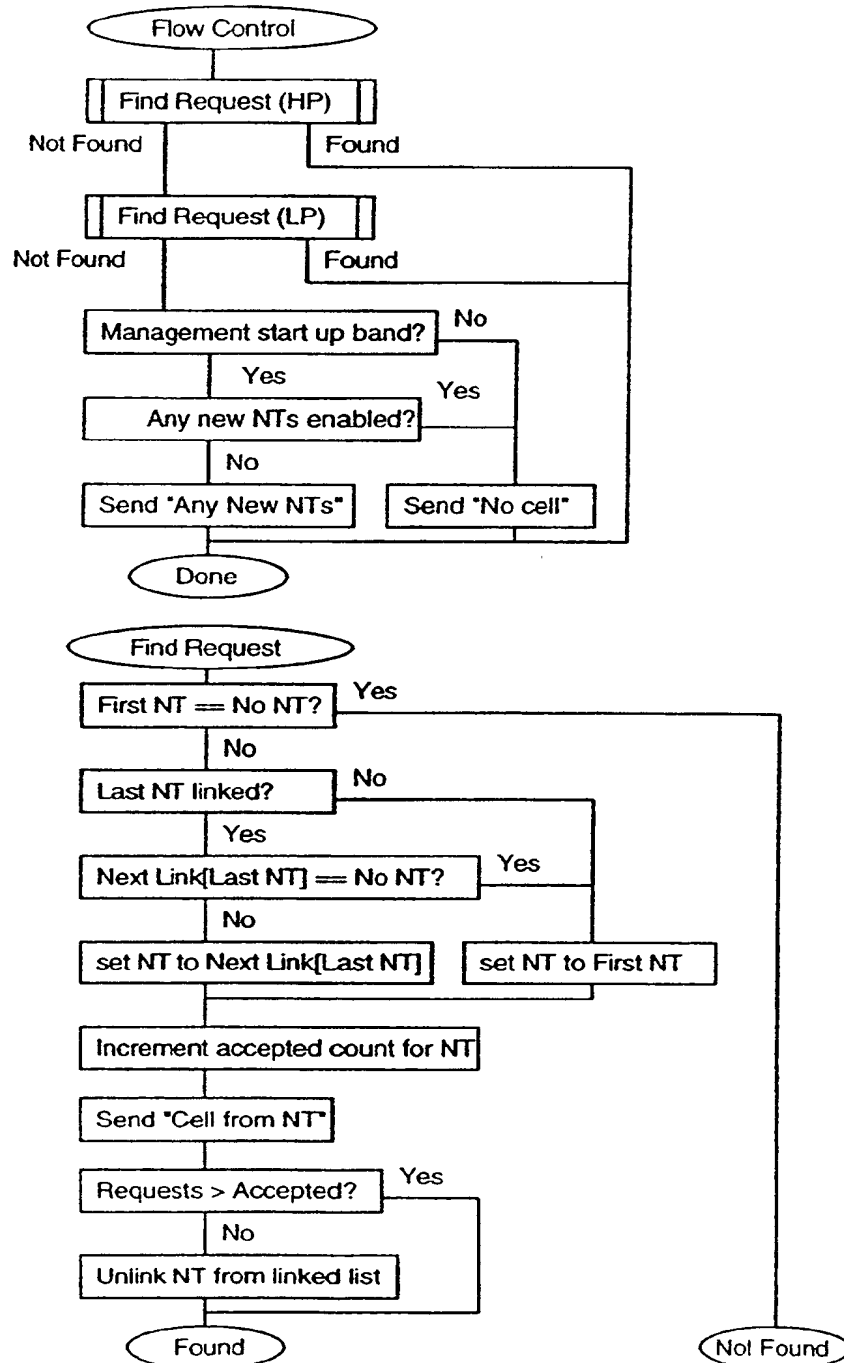 Flow Control
Find Request (HP)
Not Found
Found
Find Request (LP)
Not Found
Found
Management start up band?
No
Yes
Any new NTs enabled?
Yes
No
Send "Any New NTs"
Send "No cell"
Done
Find Request
First NT == No NT?
Yes
No
Last NT linked?
No
Yes
Next Link[Last NT] == No NT?
Yes
No
set NT to Next Link[Last NT]
set NT to First NT
Increment accepted count for NT
Send "Cell from NT"
Requests > Accepted?
Yes
No
Unlink NT from linked list
Found
Not Found